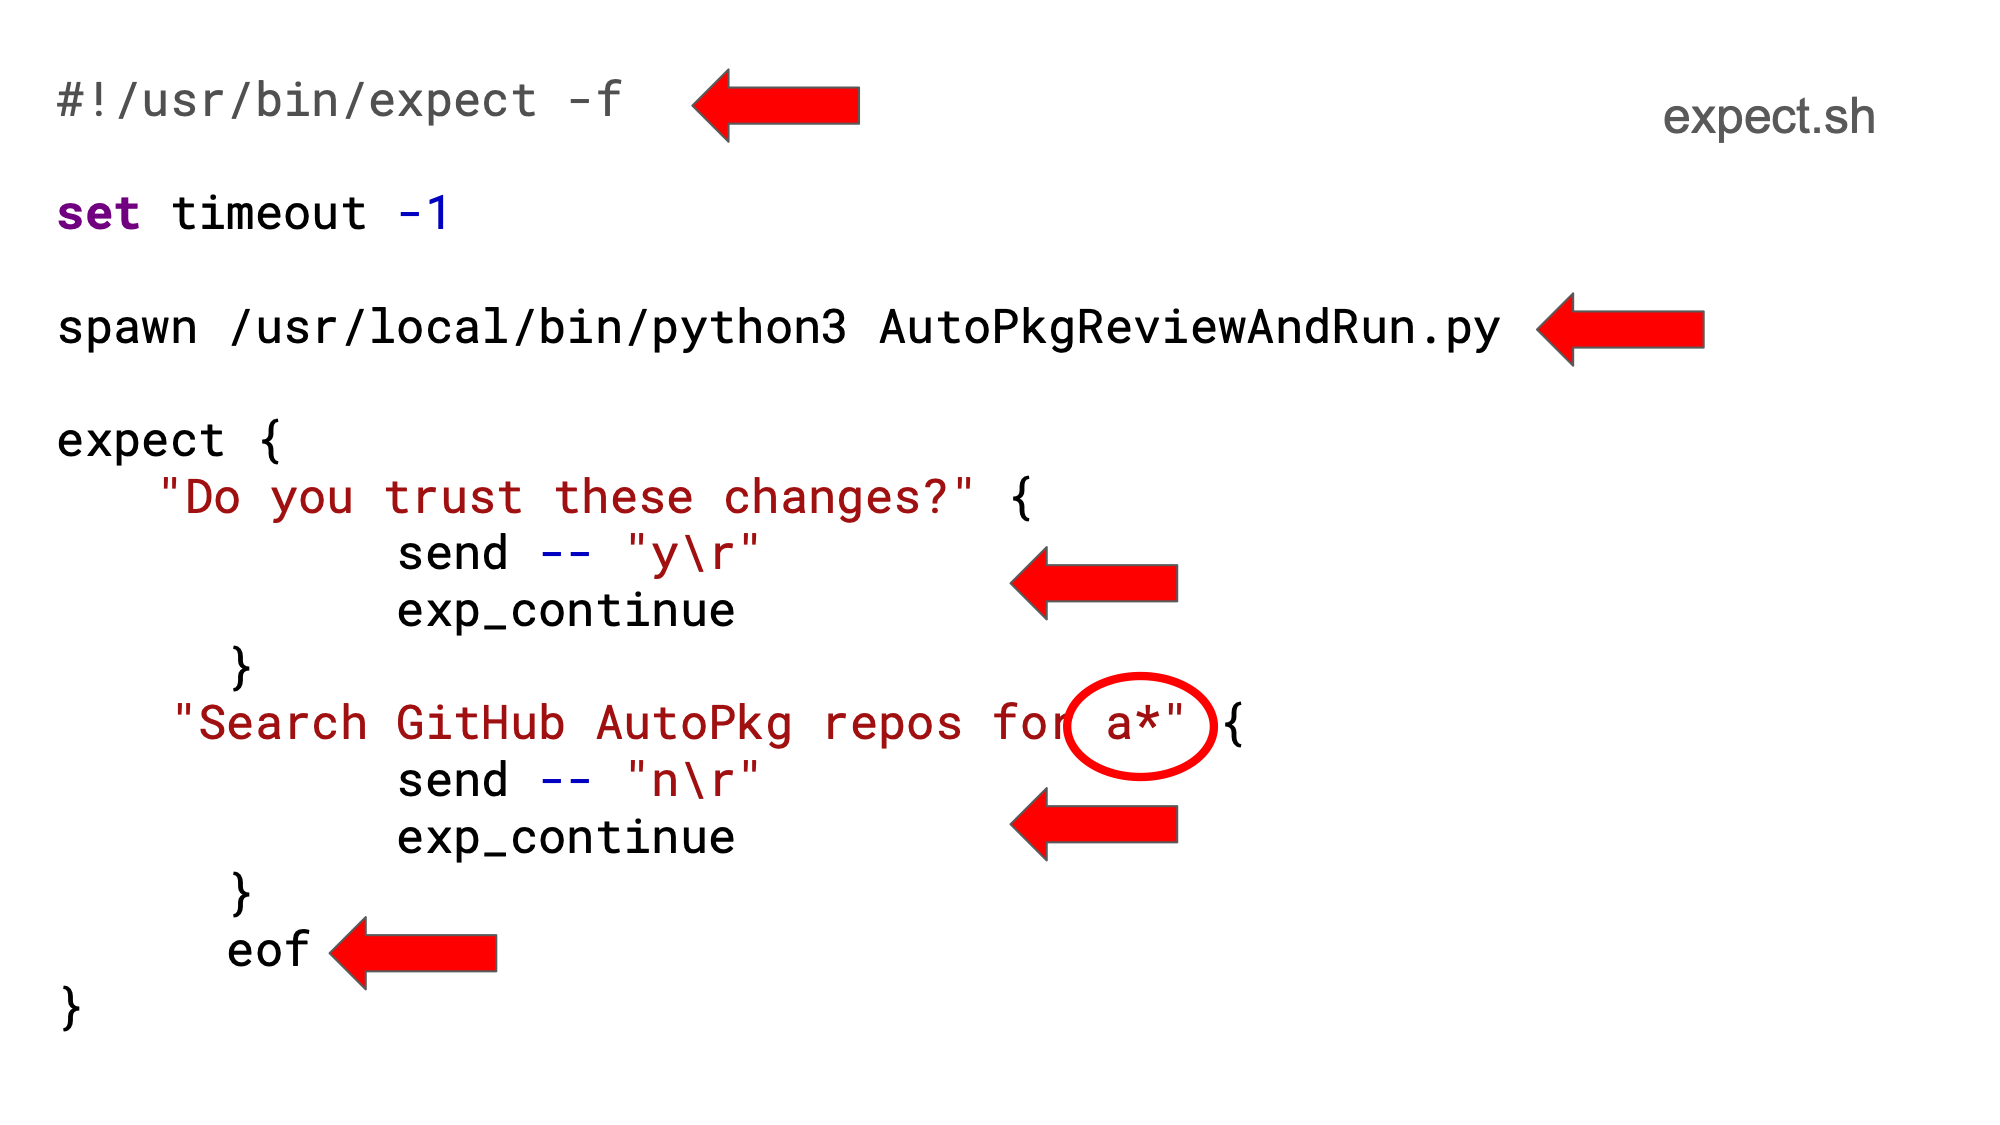 #!/usr/bin/expect -f
expect.sh
set timeout -1
spawn /usr/local/bin/python3 AutoPkgReviewAndRun.py
expect {
"Do you trust these changes?" {
send -- "y\r"
exp_continue
}
"Search GitHub AutoPkg repos for a*" {
send -- "n\r"
exp_continue
}
eof
}